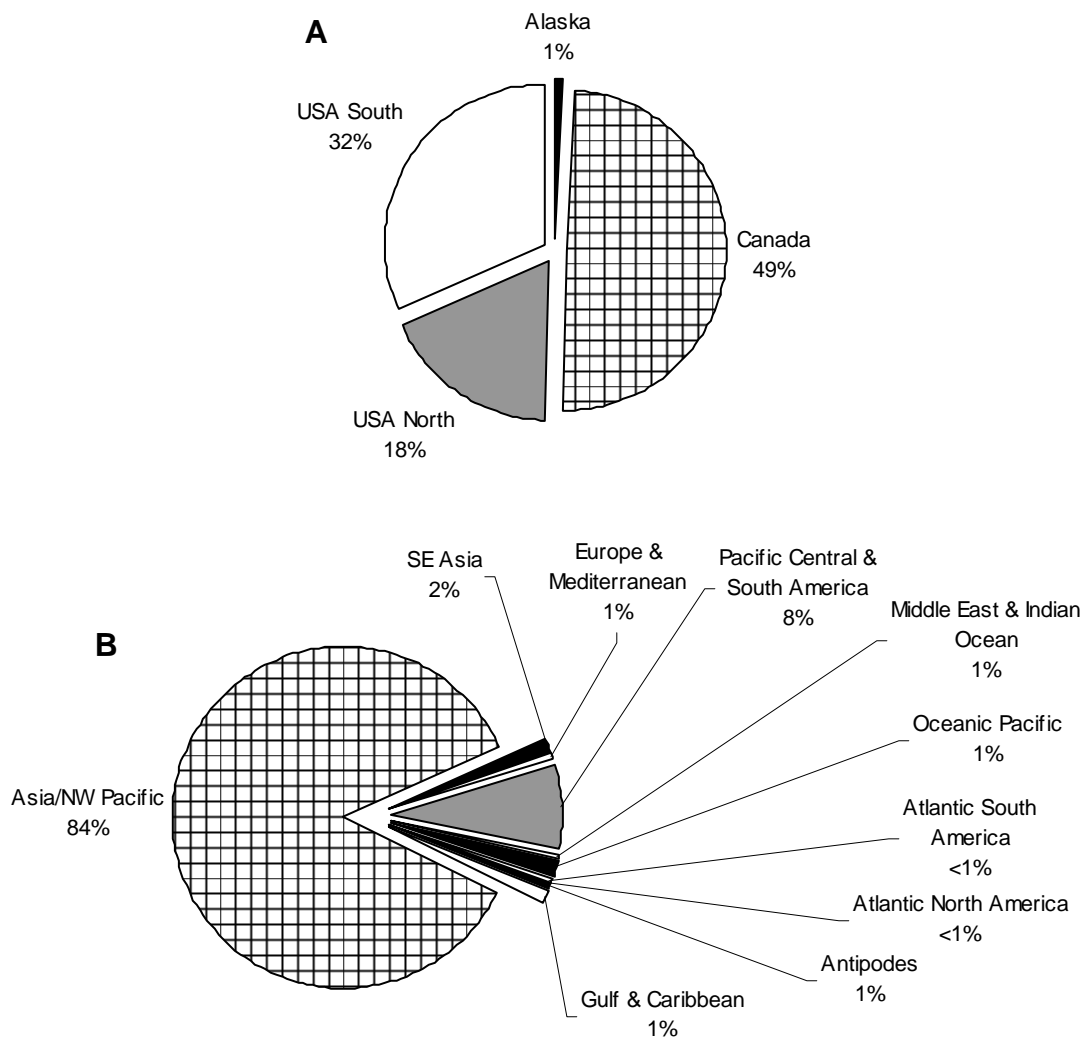 A
Alaska
1%
USA South
32%
Canada
49%
USA North
18%
B
SE Asia
2%
Europe &
Mediterranean
1%
Pacific Central &
South America
8%
Middle East & Indian
Ocean
1%
Oceanic Pacific
1%
Asia/NW Pacific
84%
Atlantic South
America
<1%
Atlantic North America
<1%
Antipodes
1%
Gulf & Caribbean
1%